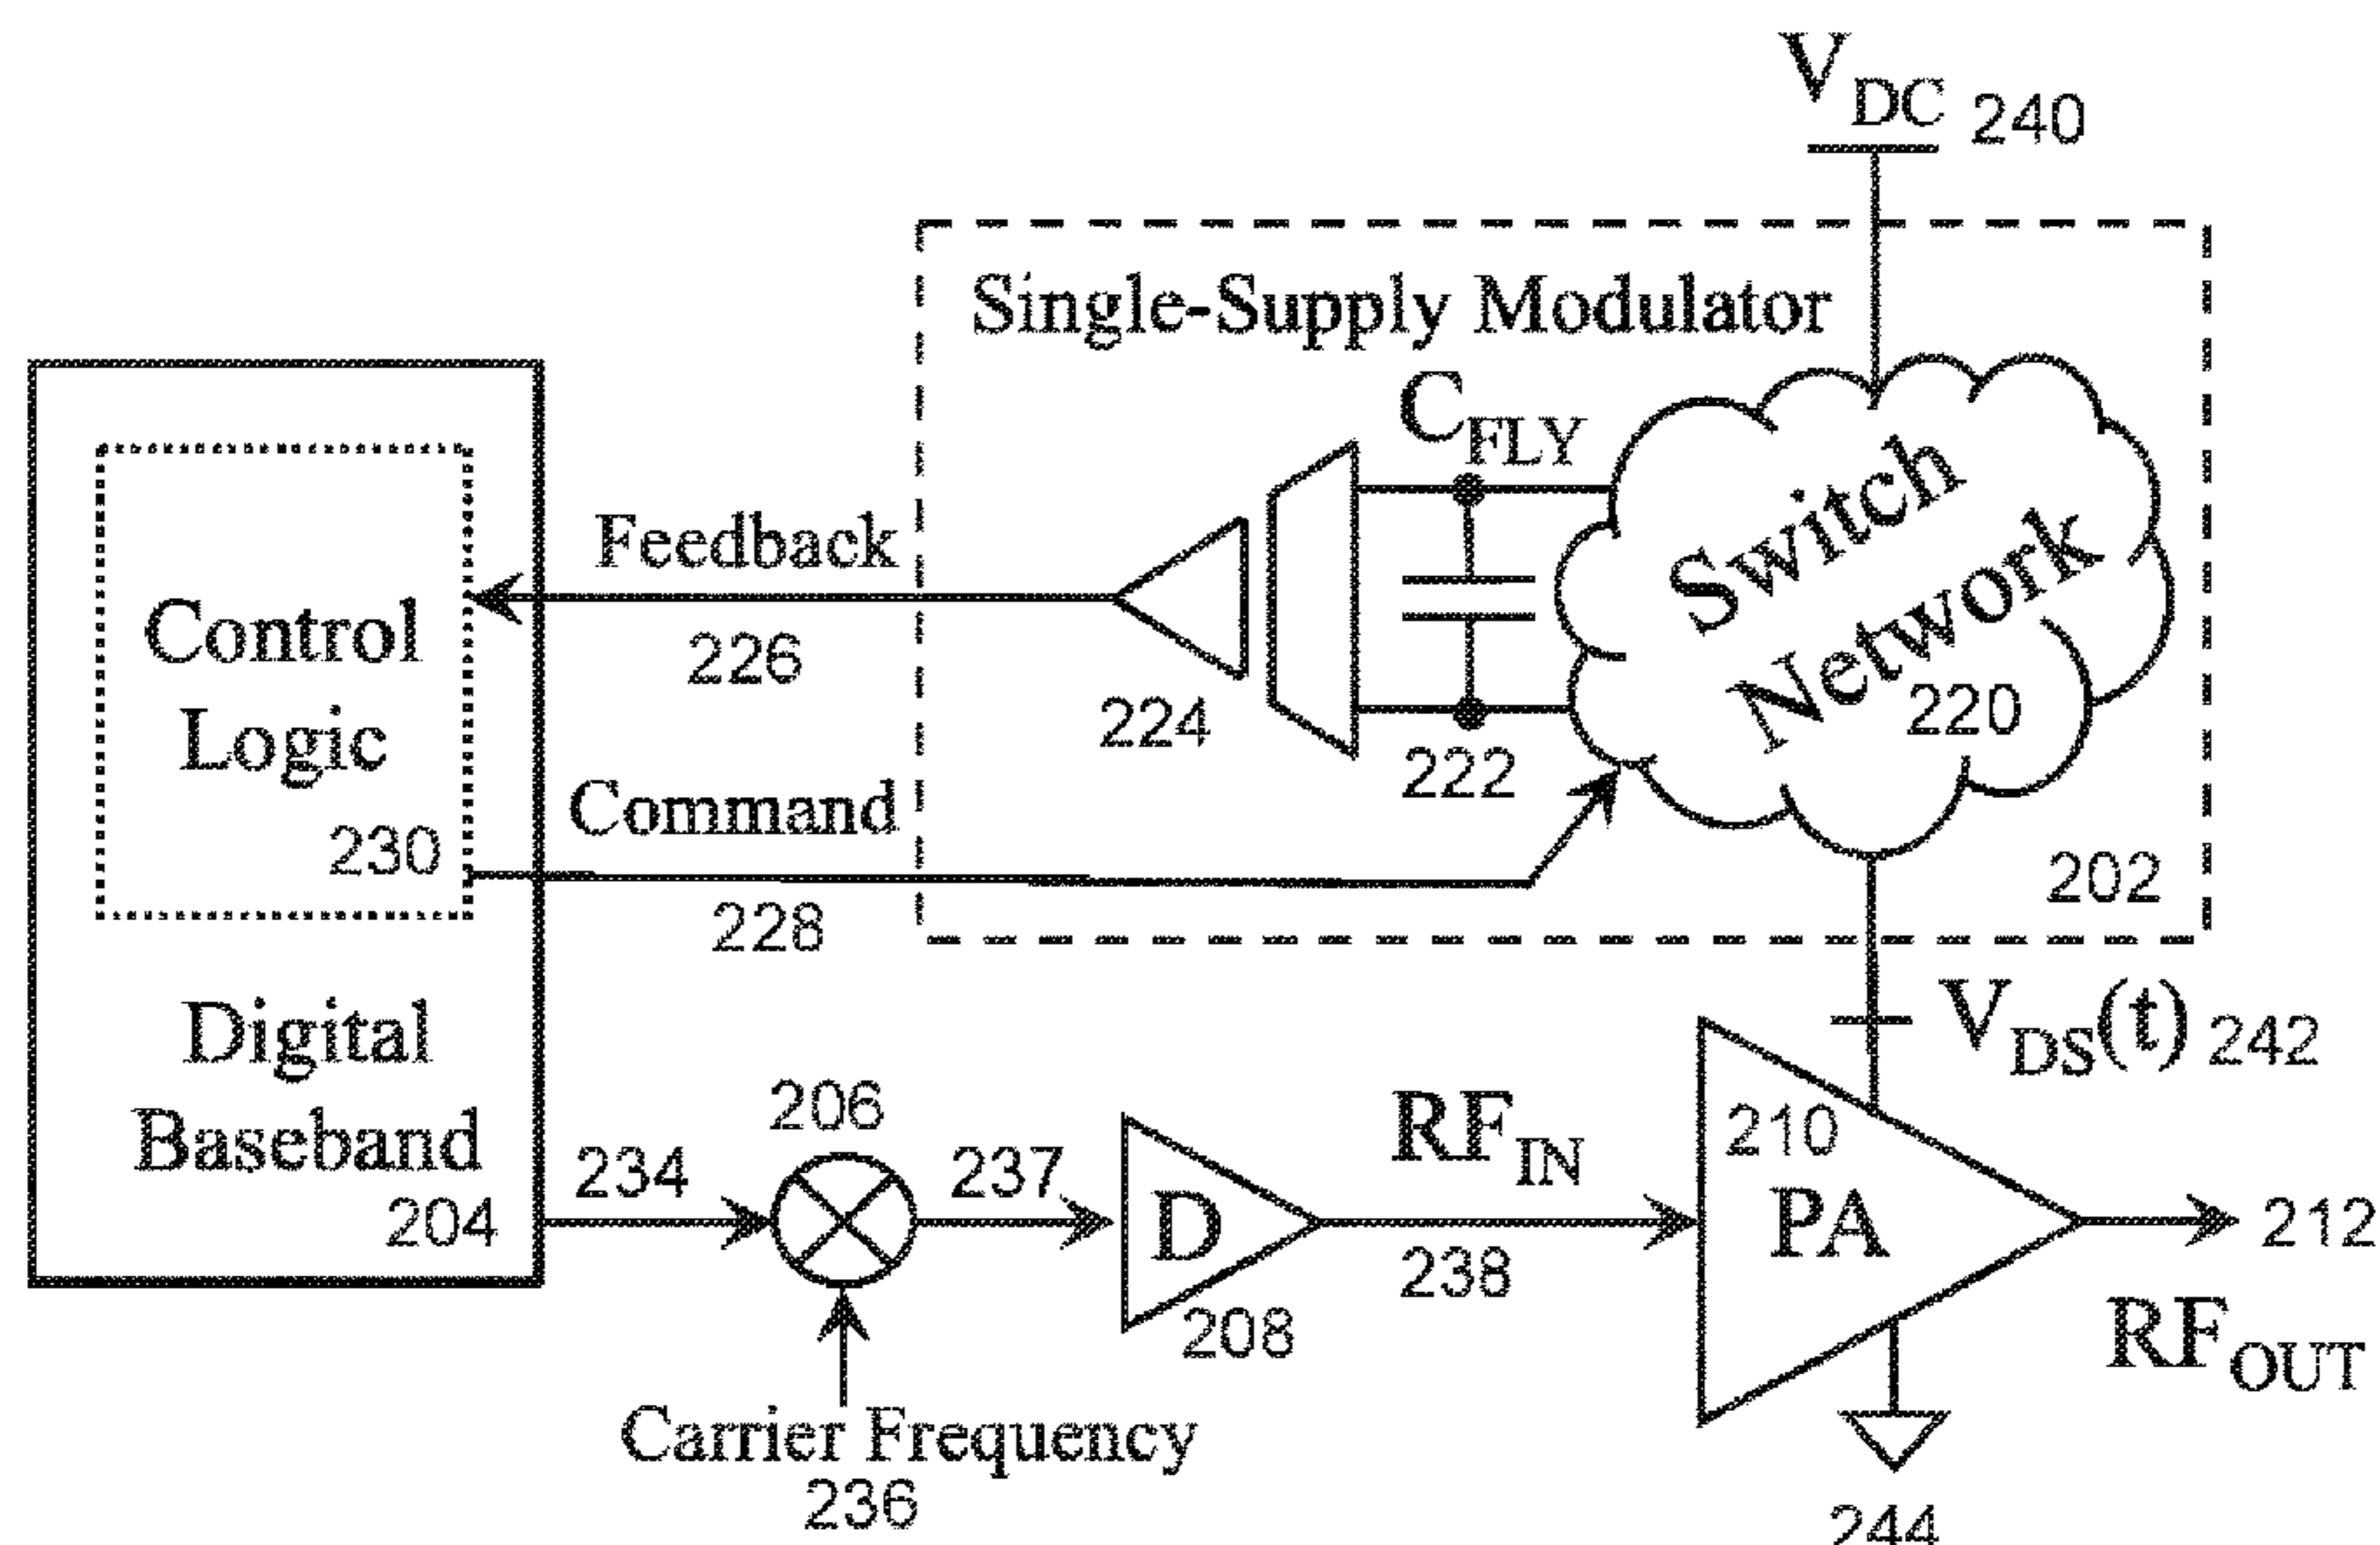 V_DC 240
Single-Supply Modulator
C_FLY
Switch
Network
220
Feedback
226
224
222
Control
Logic
230
Command
228
202
V_DS(t) 242
Digital
Baseband
204
234
206
237
D
208
RF_IN
238
210
PA
212
RF_OUT
Carrier Frequency
236
244